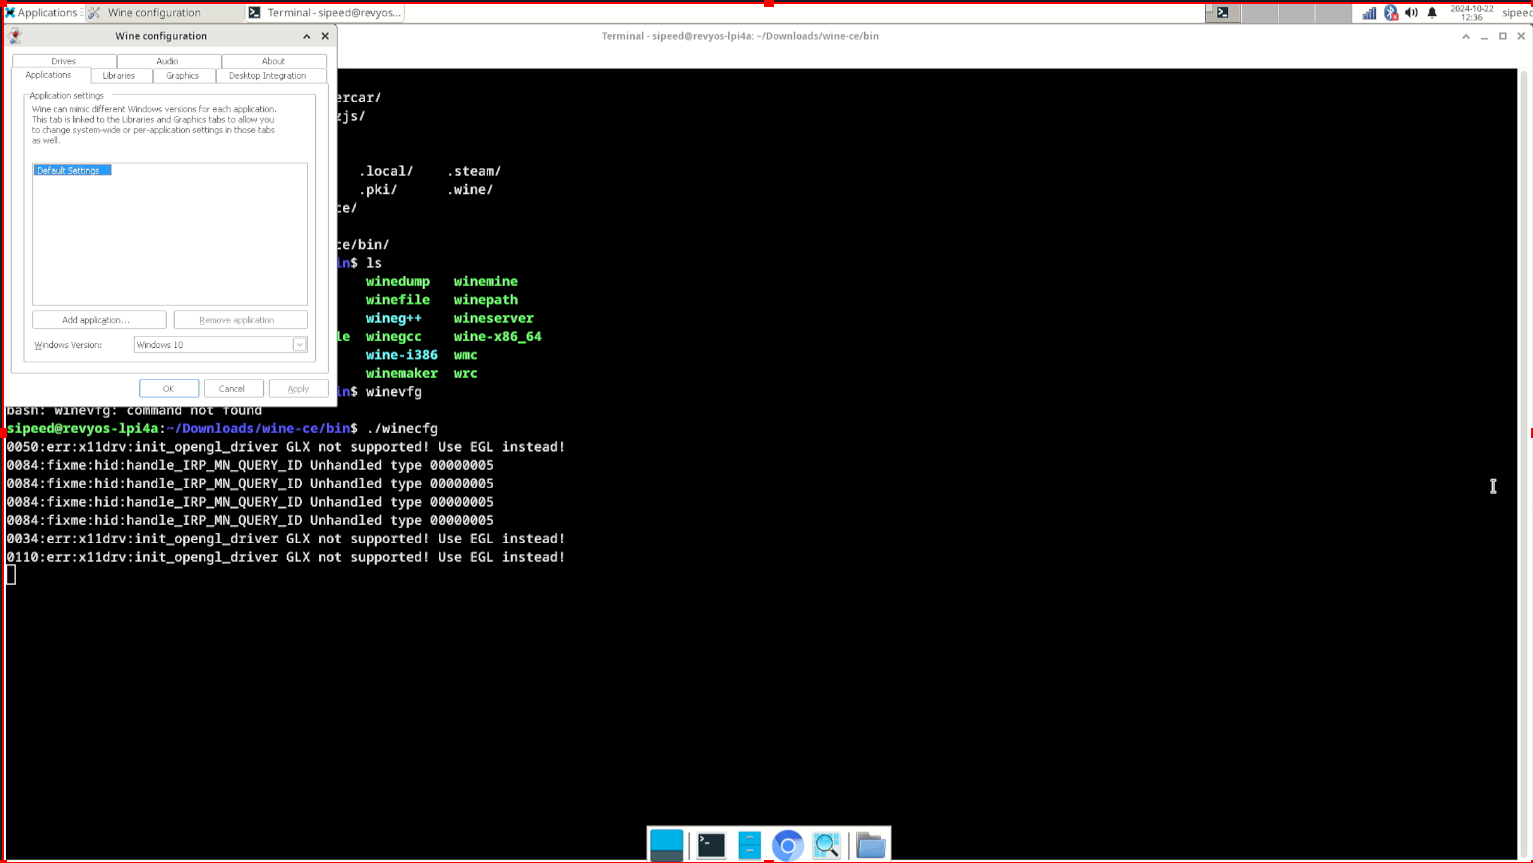 Applications
Wine configuration
Terminal - sipeed@revyos...
2024-10-22
12:36
sipeed
Wine configuration
Terminal - sipeed@revyos-lpi4a: ~/Downloads/wine-ce/bin
Drives
Audio
About
Applications
Libraries
Graphics
Desktop Integration
Application settings
Wine can mimic different Windows versions for each application.
This tab is linked to the Libraries and Graphics tabs to allow you
to change system-wide or per-application settings in those tabs
as well.
Default Settings
Add application...
Remove application
Windows Version:
Windows 10
OK
Cancel
Apply
ercar/
zjs/
.local/ .steam/
.pki/ .wine/
ce/
ce/bin/
in$ ls
winedump winemine
winefile winepath
wineg++ wineserver
le winegcc wine-x86_64
wine-i386 wmc
winemaker wrc
in$ winevfg
bash: winevfg: command not found
sipeed@revyos-lpi4a:~/Downloads/wine-ce/bin$ ./winecfg
0050:err:x11drv:init_opengl_driver GLX not supported! Use EGL instead!
0084:fixme:hid:handle_IRP_MN_QUERY_ID Unhandled type 00000005
0084:fixme:hid:handle_IRP_MN_QUERY_ID Unhandled type 00000005
0084:fixme:hid:handle_IRP_MN_QUERY_ID Unhandled type 00000005
0084:fixme:hid:handle_IRP_MN_QUERY_ID Unhandled type 00000005
0034:err:x11drv:init_opengl_driver GLX not supported! Use EGL instead!
0110:err:x11drv:init_opengl_driver GLX not supported! Use EGL instead!